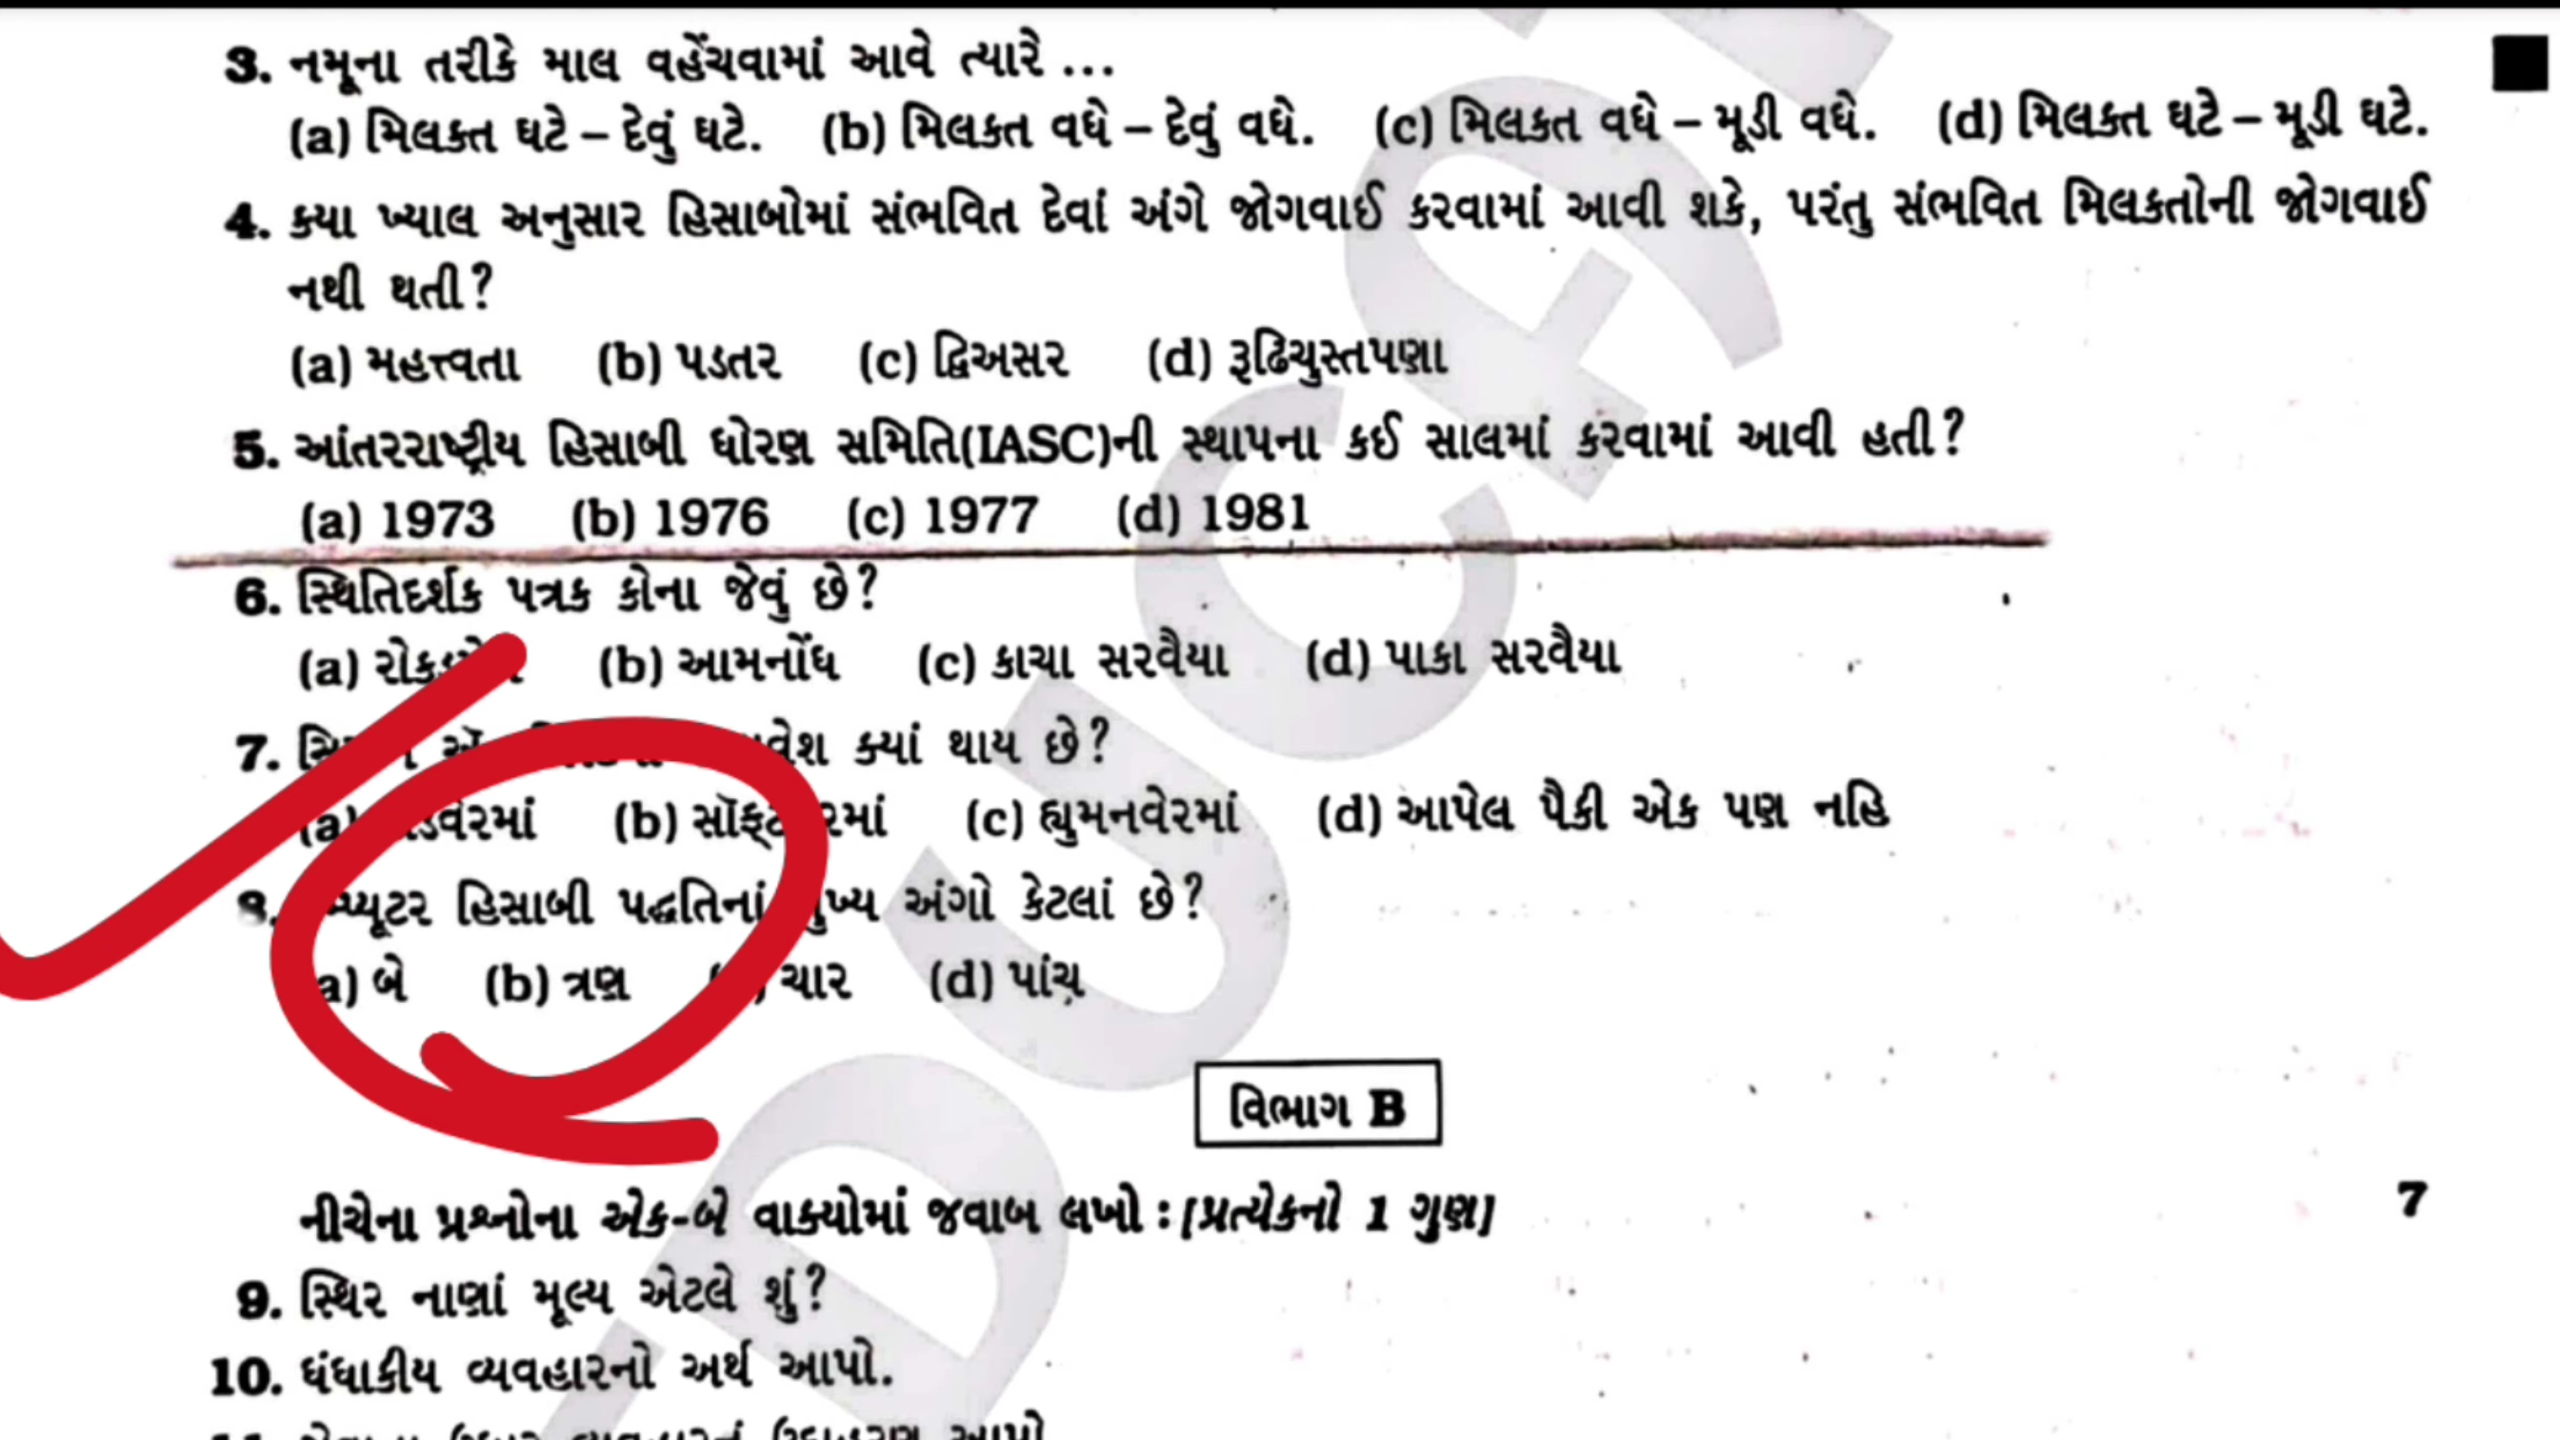 3. નમૂના તરીકે માલ વહેંચવામાં આવે ત્યારે ...
(a) મિલકત ઘટે – દેવું ઘટે. (b) મિલકત વધે – દેવું વધે. (c) મિલકત વધે – મૂડી વધે. (d) મિલકત ઘટે – મૂડી ઘટે.
4. કયા ખ્યાલ અનુસાર હિસાબોમાં સંભવિત દેવાં અંગે જોગવાઈ કરવામાં આવી શકે, પરંતુ સંભવિત મિલકતોની જોગવાઈ
નથી થતી?
(a) મહત્ત્વતા (b) પડતર (c) દ્વિઅસર (d) રૂઢિચુસ્તપણા
5. આંતરરાષ્ટ્રીય હિસાબી ધોરણ સમિતિ(IASC)ની સ્થાપના કઈ સાલમાં કરવામાં આવી હતી?
(a) 1973 (b) 1976 (c) 1977 (d) 1981
6. સ્થિતિદર્શક પત્રક કોના જેવું છે?
(a) (b) આમનોંધ (c) કાચા સરવૈયા (d) પાકા સરવૈયા
7. ક્યાં થાય છે?
(b) (c) હ્યુમનવેરમાં (d) આપેલ પૈકી એક પણ નહિ
8. હિસાબી પદ્ધતિનાં અંગો કેટલાં છે?
(a) બે (b) ત્રણ ચાર (d) પાંચ
વિભાગ B
નીચેના પ્રશ્નોના એક-બે વાક્યોમાં જવાબ લખો : [પ્રત્યેકનો 1 ગુણ] 7
9. સ્થિર નાણાં મૂલ્ય એટલે શું?
10. ધંધાકીય વ્યવહારનો અર્થ આપો.